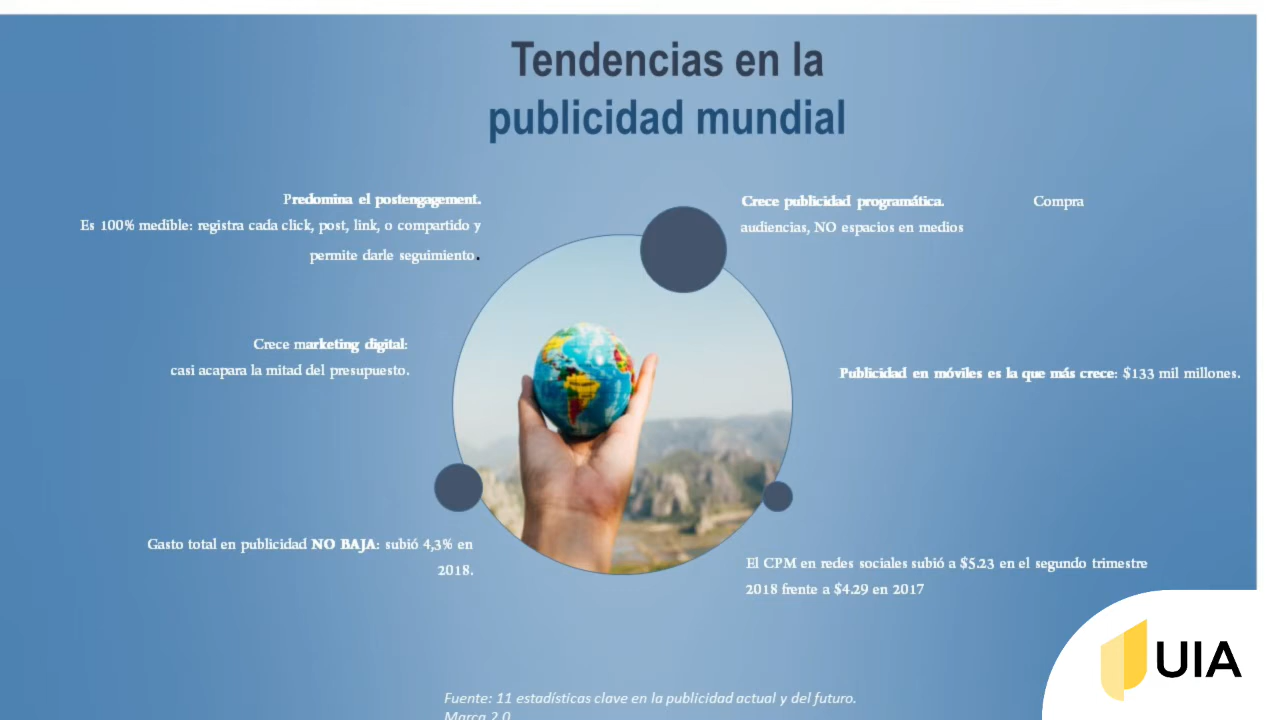 Tendencias en la
publicidad mundial
Predomina el postengagement.
Es 100% medible: registra cada click, post, link, o compartido y
permite darle seguimiento.
Crece publicidad programática. Compra
audiencias, NO espacios en medios
Crece marketing digital:
casi acapara la mitad del presupuesto.
Publicidad en móviles es la que más crece: $133 mil millones.
Gasto total en publicidad NO BAJA: subió 4,3% en
2018.
El CPM en redes sociales subió a $5.23 en el segundo trimestre
2018 frente a $4.29 en 2017
Fuente: 11 estadísticas clave en la publicidad actual y del futuro.
Marca 2.0
UIA